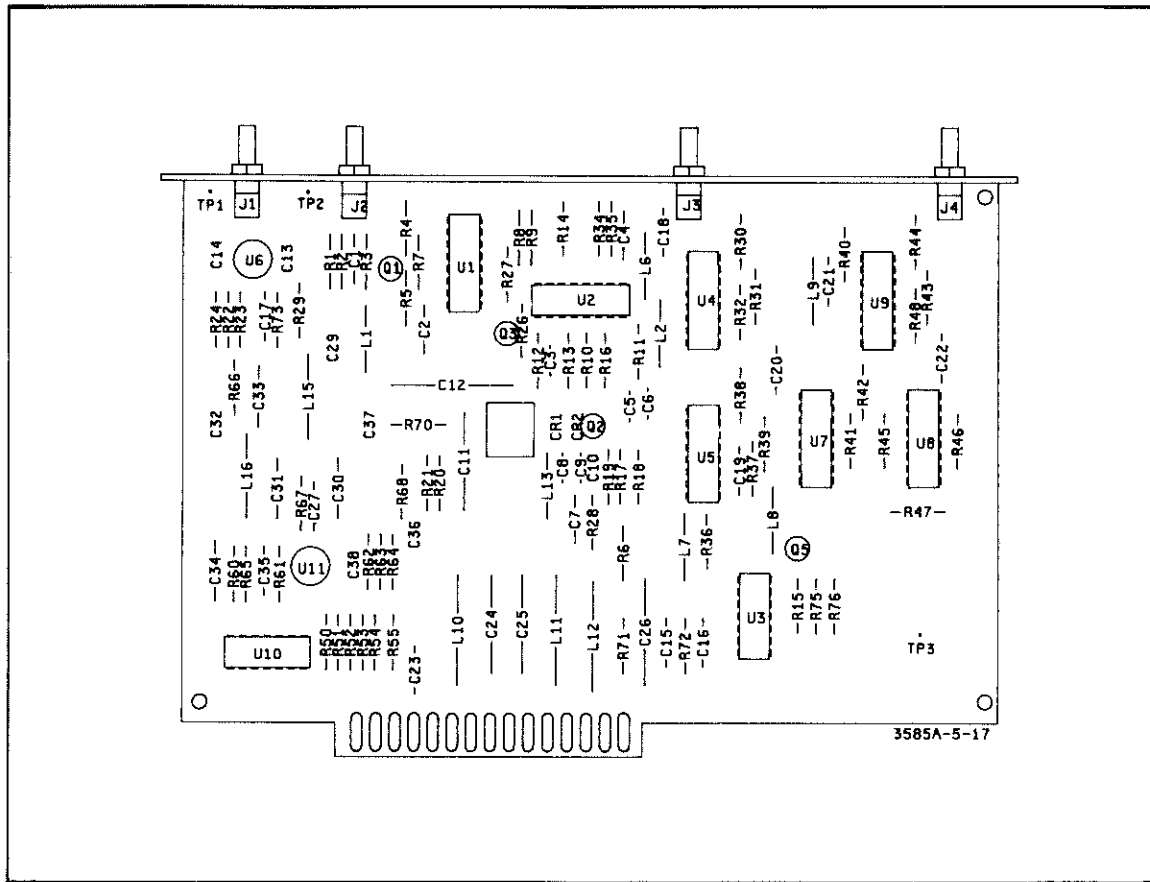 TP1 J1 TP2 J2 J3 J4
C14 U6 C13 R1 R2 C1 R3 Q1 R4 R7 U1 R8 R9 R14 R34 R35 C4 C18 R30 R40 R44
R5 R27 U2 L6 U4 R31 L9 C21 U9 R43
R24 R22 R23 C17 R73 R29 L1 C2 Q3 R26 L2 R32 R48
C29 R12 C3 R13 R10 R16 R11 C20 C22
R66 C33 L15 C12 R38 R42
C32 C37 R70 CR1 CR2 Q2 C5 C6 U5 R39 U7 R41 R45 U8 R46
L16 C31 R67 C27 C30 R68 R21 R20 C11 L13 C8 C9 C10 R19 R17 R18 C19 R37
C36 C7 R28 L7 R36 L8 R47
C34 R60 R65 C35 R61 U11 C38 R62 R63 R64 R6 Q5
U10 R50 R51 R52 R53 R54 R55 L10 C24 C25 L11 L12 R71 C26 C15 R72 C16 U3 R15 R75 R76
C23 TP3
3585A-5-17